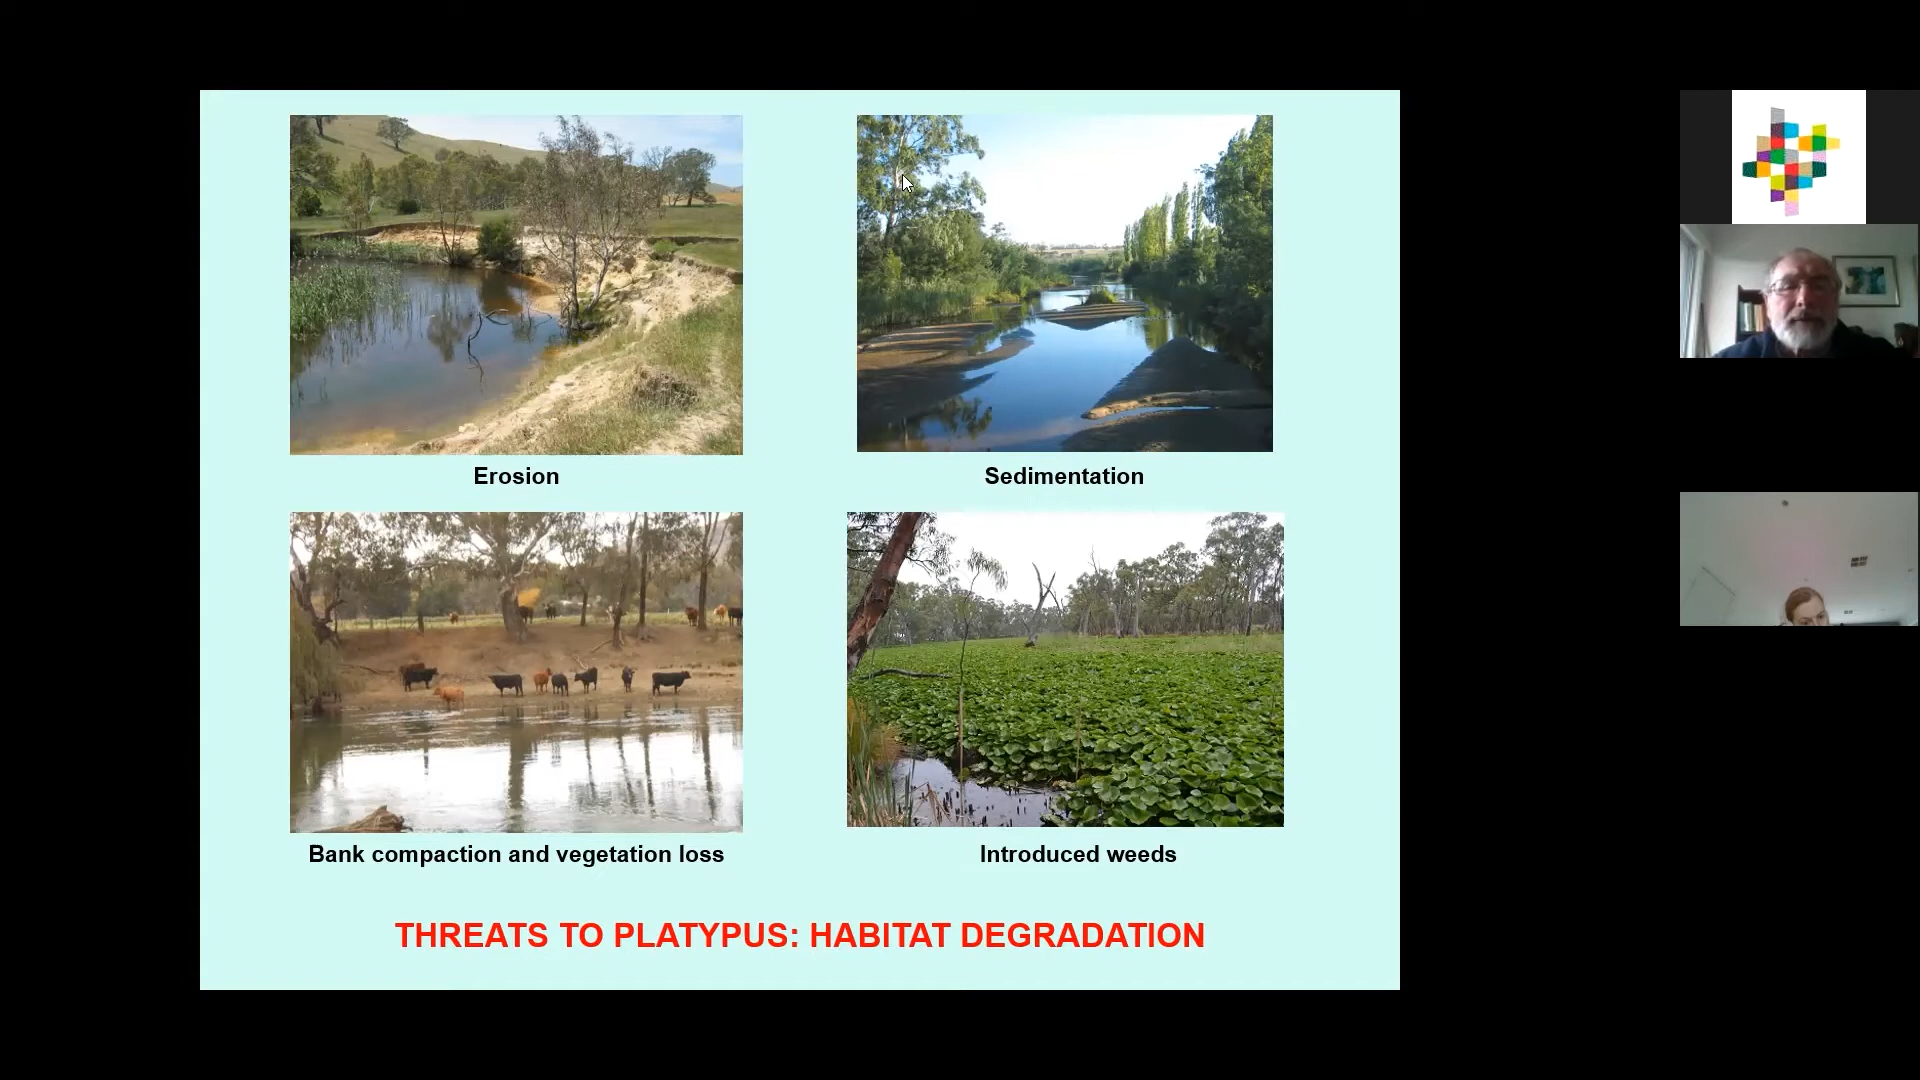 Erosion
Sedimentation
Bank compaction and vegetation loss
Introduced weeds
THREATS TO PLATYPUS: HABITAT DEGRADATION